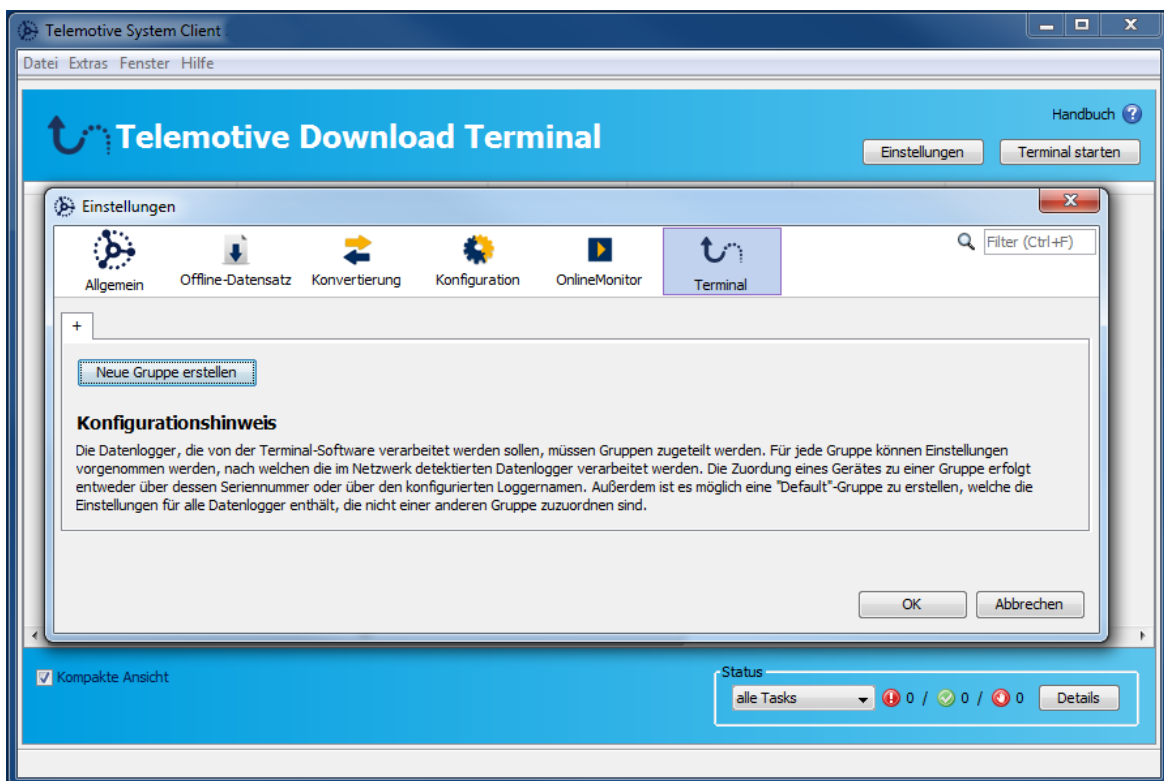 Telemotive System Client
Datei Extras Fenster Hilfe
Handbuch
Telemotive Download Terminal
Einstellungen
Terminal starten
Einstellungen
Filter (Ctrl+F)
Allgemein
Offline-Datensatz
Konvertierung
Konfiguration
OnlineMonitor
Terminal
+
Neue Gruppe erstellen
Konfigurationshinweis
Die Datenlogger, die von der Terminal-Software verarbeitet werden sollen, müssen Gruppen zugeteilt werden. Für jede Gruppe können Einstellungen
vorgenommen werden, nach welchen die im Netzwerk detektierten Datenlogger verarbeitet werden. Die Zuordung eines Gerätes zu einer Gruppe erfolgt
entweder über dessen Seriennummer oder über den konfigurierten Loggernamen. Außerdem ist es möglich eine "Default"-Gruppe zu erstellen, welche die
Einstellungen für alle Datenlogger enthält, die nicht einer anderen Gruppe zuzuordnen sind.
OK
Abbrechen
Kompakte Ansicht
Status
alle Tasks
0 / 0 / 0
Details